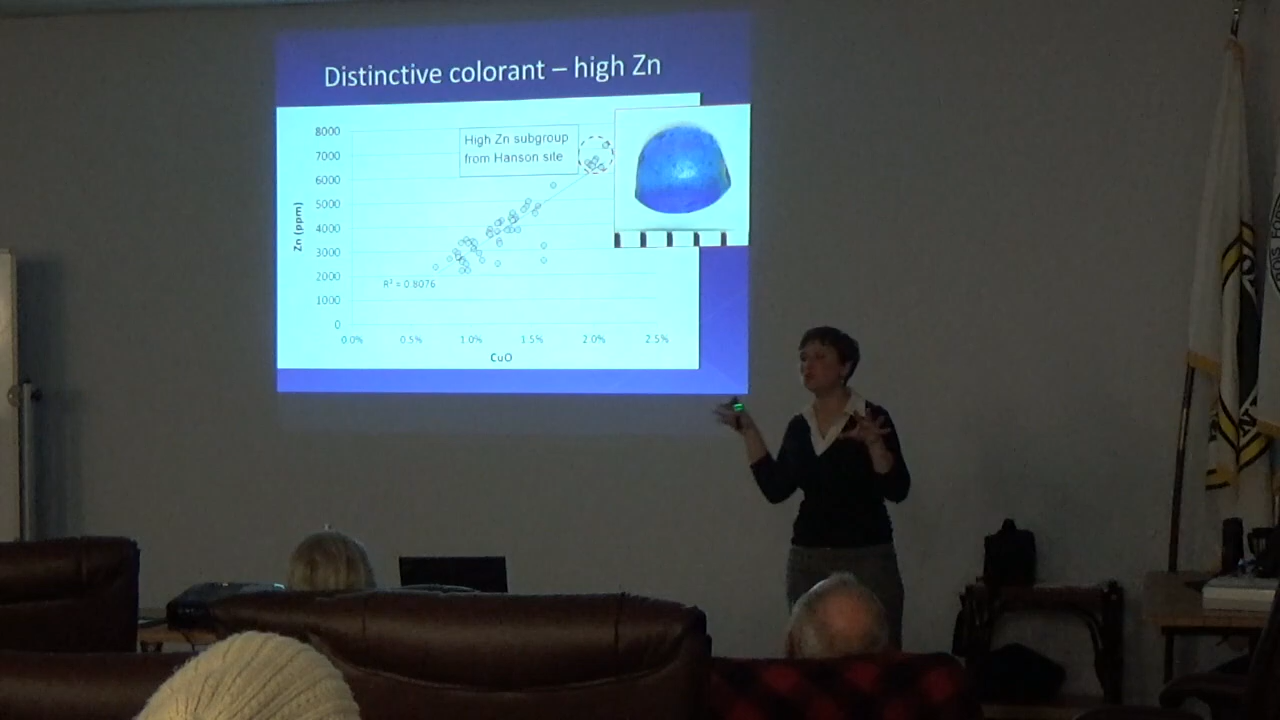 Distinctive colorant – high Zn
8000
7000
6000
5000
4000
3000
2000
1000
0
Zn (ppm)
High Zn subgroup
from Hanson site
R² = 0.8076
0.0%
0.5%
1.0%
1.5%
2.0%
2.5%
CuO